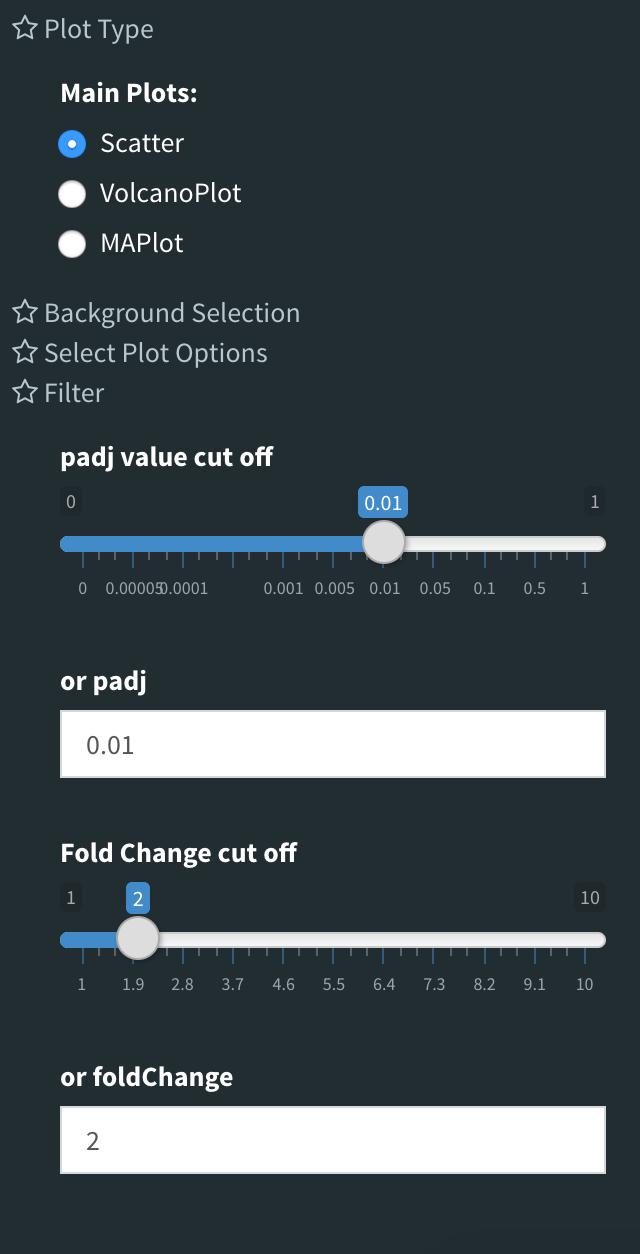 Plot Type
Main Plots:
Scatter
VolcanoPlot
MAPlot
Background Selection
Select Plot Options
Filter
padj value cut off
0 0.01 1
0 0.00005 0.0001 0.001 0.005 0.01 0.05 0.1 0.5 1
or padj
0.01
Fold Change cut off
1 2 10
1 1.9 2.8 3.7 4.6 5.5 6.4 7.3 8.2 9.1 10
or foldChange
2